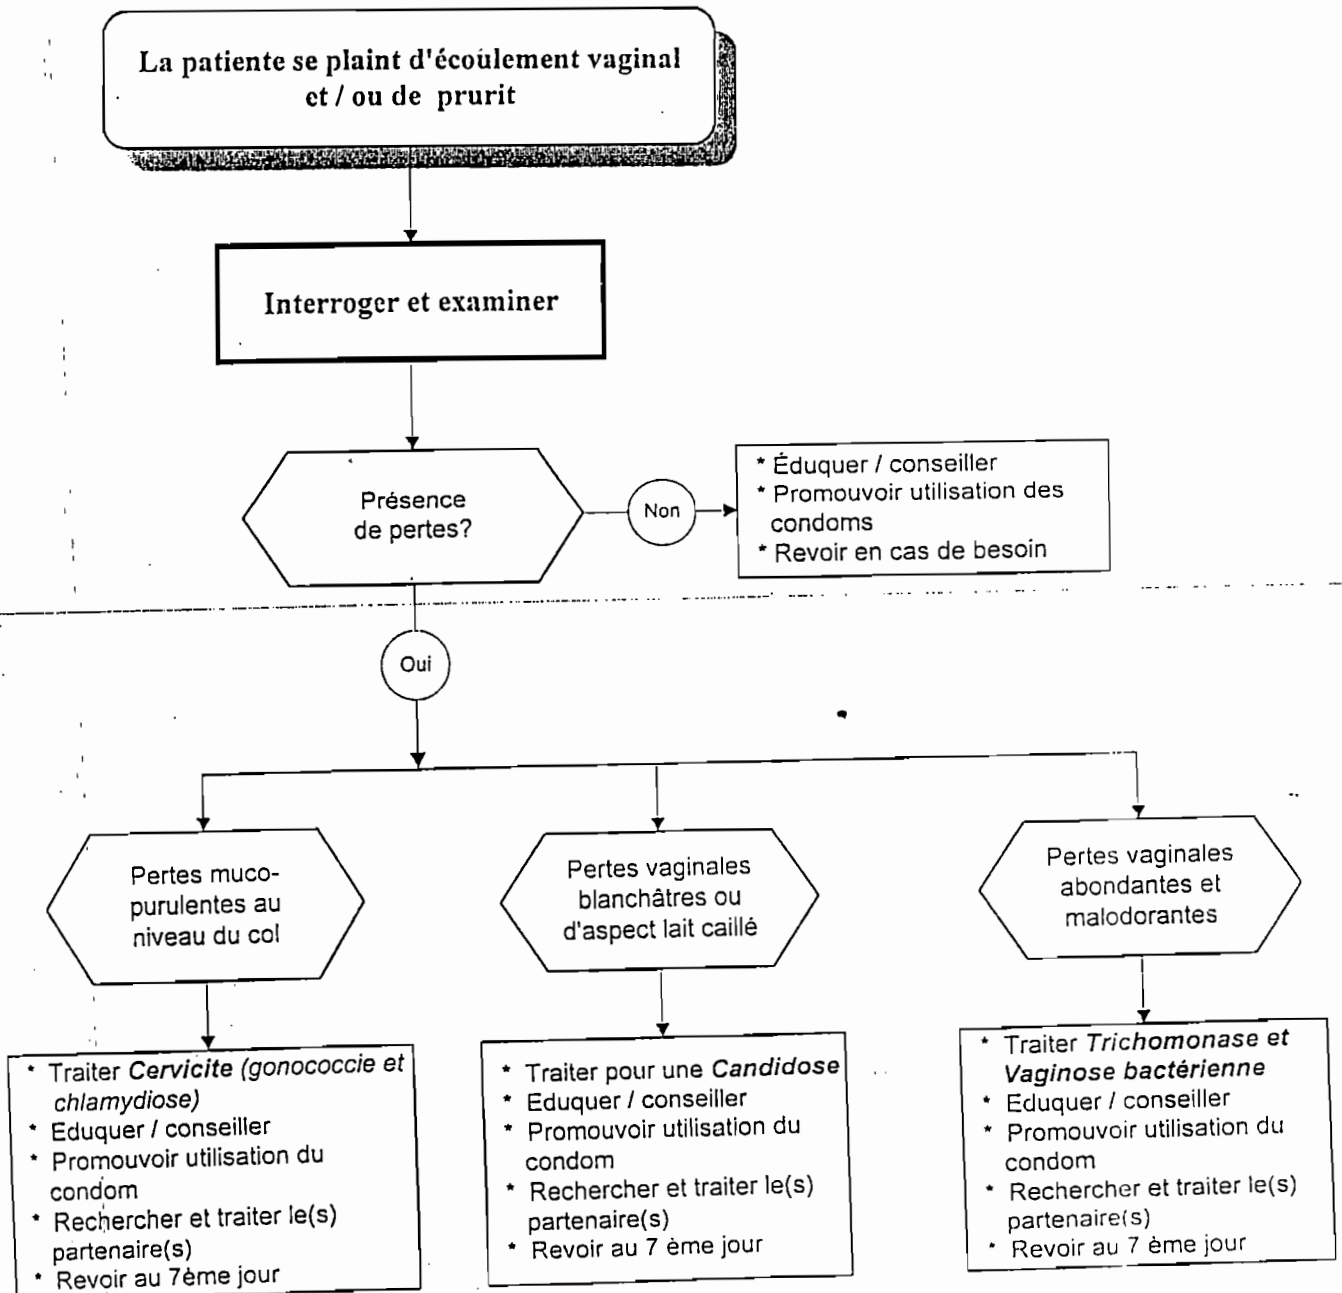 La patiente se plaint d'écoulement vaginal
et / ou de prurit
Interroger et examiner
Présence
de pertes?
Non
* Éduquer / conseiller
* Promouvoir utilisation des
condoms
* Revoir en cas de besoin
Oui
Pertes muco-
purulentes au
niveau du col
Pertes vaginales
blanchâtres ou
d'aspect lait caillé
Pertes vaginales
abondantes et
malodorantes
* Traiter Cervicite (gonococcie et
chlamydiose)
* Eduquer / conseiller
* Promouvoir utilisation du
condom
* Rechercher et traiter le(s)
partenaire(s)
* Revoir au 7ème jour
* Traiter pour une Candidose
* Eduquer / conseiller
* Promouvoir utilisation du
condom
* Rechercher et traiter le(s)
partenaire(s)
* Revoir au 7 ème jour
* Traiter Trichomonase et
Vaginose bactérienne
* Eduquer / conseiller
* Promouvoir utilisation du
condom
* Rechercher et traiter le(s)
partenaire(s)
* Revoir au 7 ème jour